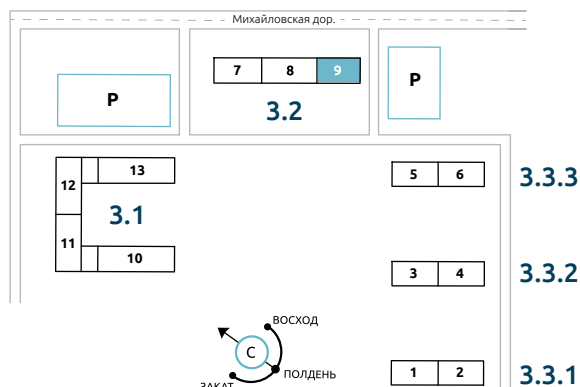 Михайловская дор.
7 8 9
P
P
3.2
13
12
5 6
3.3.3
3.1
11
10
3 4
3.3.2
ВОСХОД
С
ПОЛДЕНЬ
ЗАКАТ
1 2
3.3.1